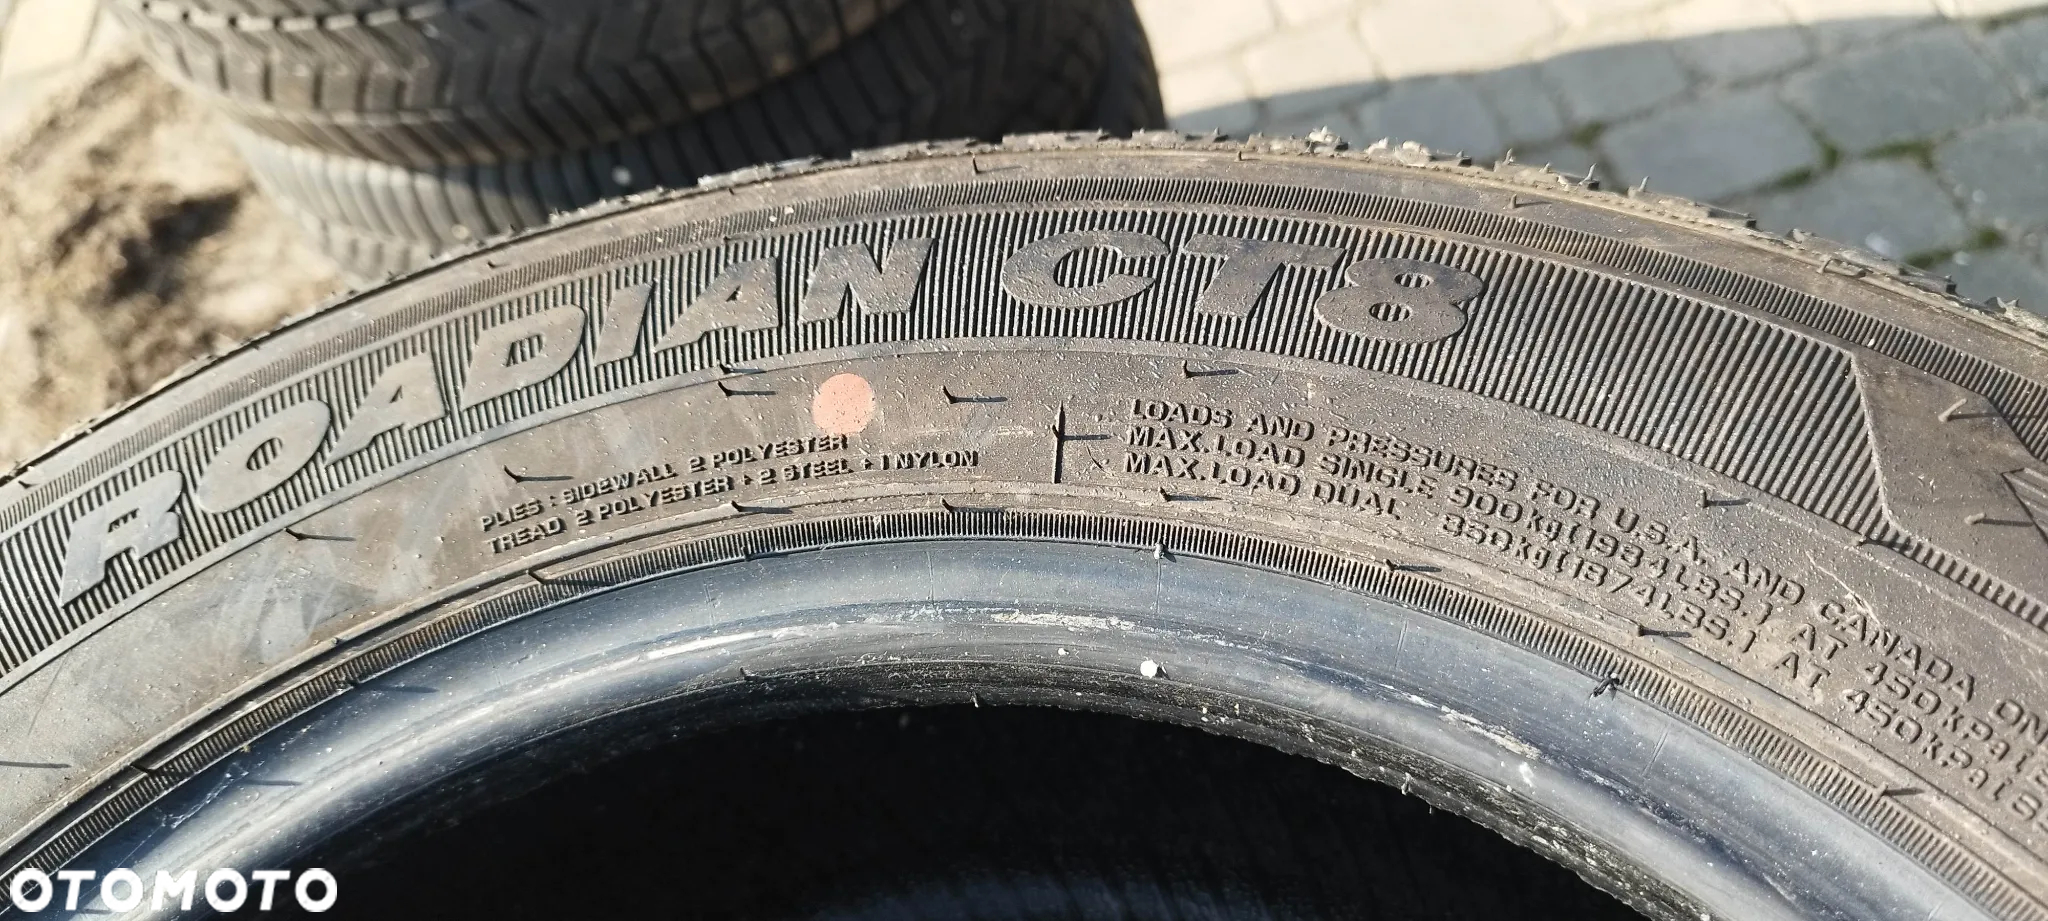 ROADIAN CT8
PLIES : SIDEWALL 2 POLYESTER
TREAD 2 POLYESTER + 2 STEEL + 1 NYLON
LOADS AND PRESSURES FOR U.S.A. AND CANADA ON
MAX.LOAD SINGLE 900kg(1984LBS.) AT 450kPa(
MAX.LOAD DUAL 850kg(1874LBS.) AT 450kPa(
OTOMOTO